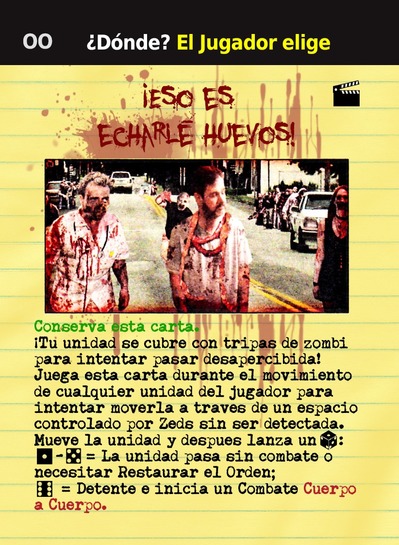 00 ¿Dónde? El Jugador elige
¡ESO ES
ECHARLE HUEVOS!
Conserva esta carta.
¡Tu unidad se cubre con tripas de zombi
para intentar pasar desapercibida!
Juega esta carta durante el movimiento
de cualquier unidad del jugador para
intentar moverla a traves de un espacio
controlado por Zeds sin ser detectada.
Mueve la unidad y despues lanza un :
- = La unidad pasa sin combate o
necesitar Restaurar el Orden;
= Detente e inicia un Combate Cuerpo
a Cuerpo.